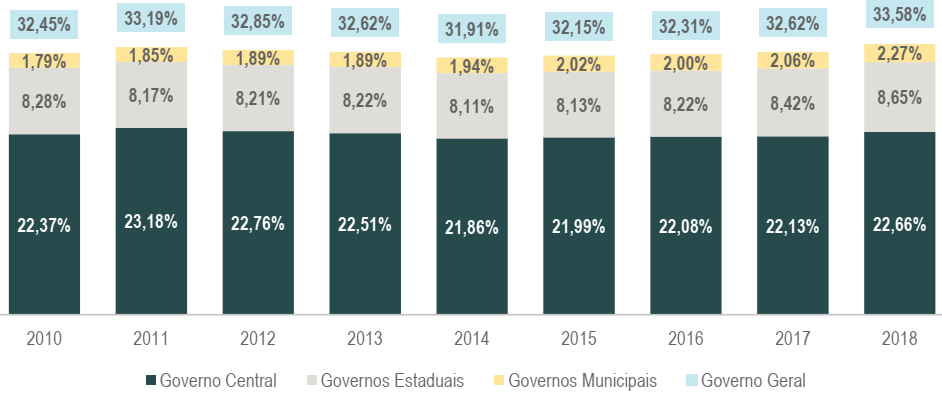 32,45% 33,19% 32,85% 32,62% 31,91% 32,15% 32,31% 32,62% 33,58%
1,79% 1,85% 1,89% 1,89% 1,94% 2,02% 2,00% 2,06% 2,27%
8,28% 8,17% 8,21% 8,22% 8,11% 8,13% 8,22% 8,42% 8,65%
22,37% 23,18% 22,76% 22,51% 21,86% 21,99% 22,08% 22,13% 22,66%
2010 2011 2012 2013 2014 2015 2016 2017 2018
Governo Central Governos Estaduais Governos Municipais Governo Geral